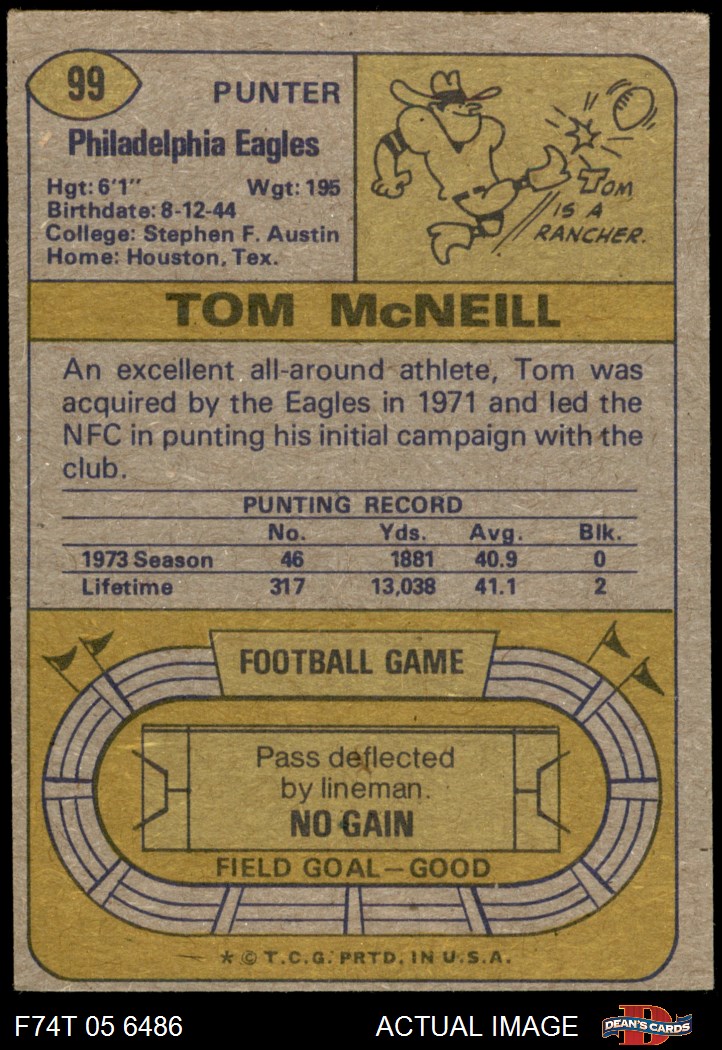 99
PUNTER
Philadelphia Eagles
Hgt: 6'1" Wgt: 195
Birthdate: 8-12-44
College: Stephen F. Austin
Home: Houston, Tex.
TOM
IS A
RANCHER.
TOM McNEILL
An excellent all-around athlete, Tom was
acquired by the Eagles in 1971 and led the
NFC in punting his initial campaign with the
club.
PUNTING RECORD
No. Yds. Avg. Blk.
1973 Season 46 1881 40.9 0
Lifetime 317 13,038 41.1 2
FOOTBALL GAME
Pass deflected
by lineman.
NO GAIN
FIELD GOAL—GOOD
* © T.C.G. PRTD. IN U.S.A.
F74T 05 6486 ACTUAL IMAGE
D
DEAN'S CARDS